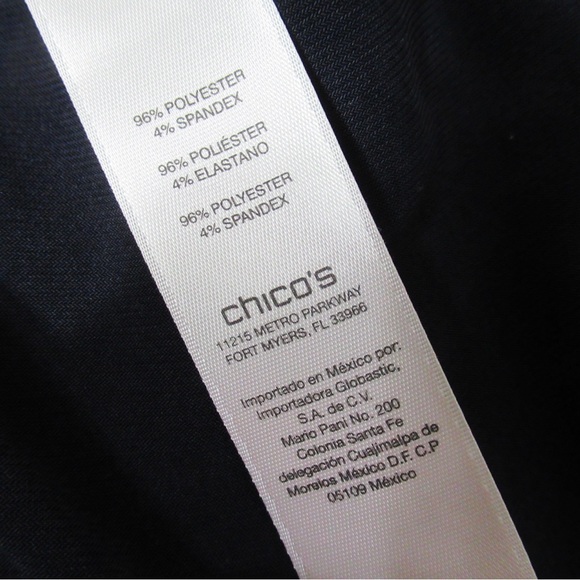 96% POLYESTER
4% SPANDEX
96% POLIÉSTER
4% ELASTANO
96% POLYESTER
4% SPANDEX
chico's
11215 METRO PARKWAY
FORT MYERS, FL 33966
Importado en México por:
Importadora Globastic,
S.A. de C.V.
Mario Pani No. 200
Colonia Santa Fe
delegación Cuajimalpa de
Morelos México D.F. C.P
05109 México